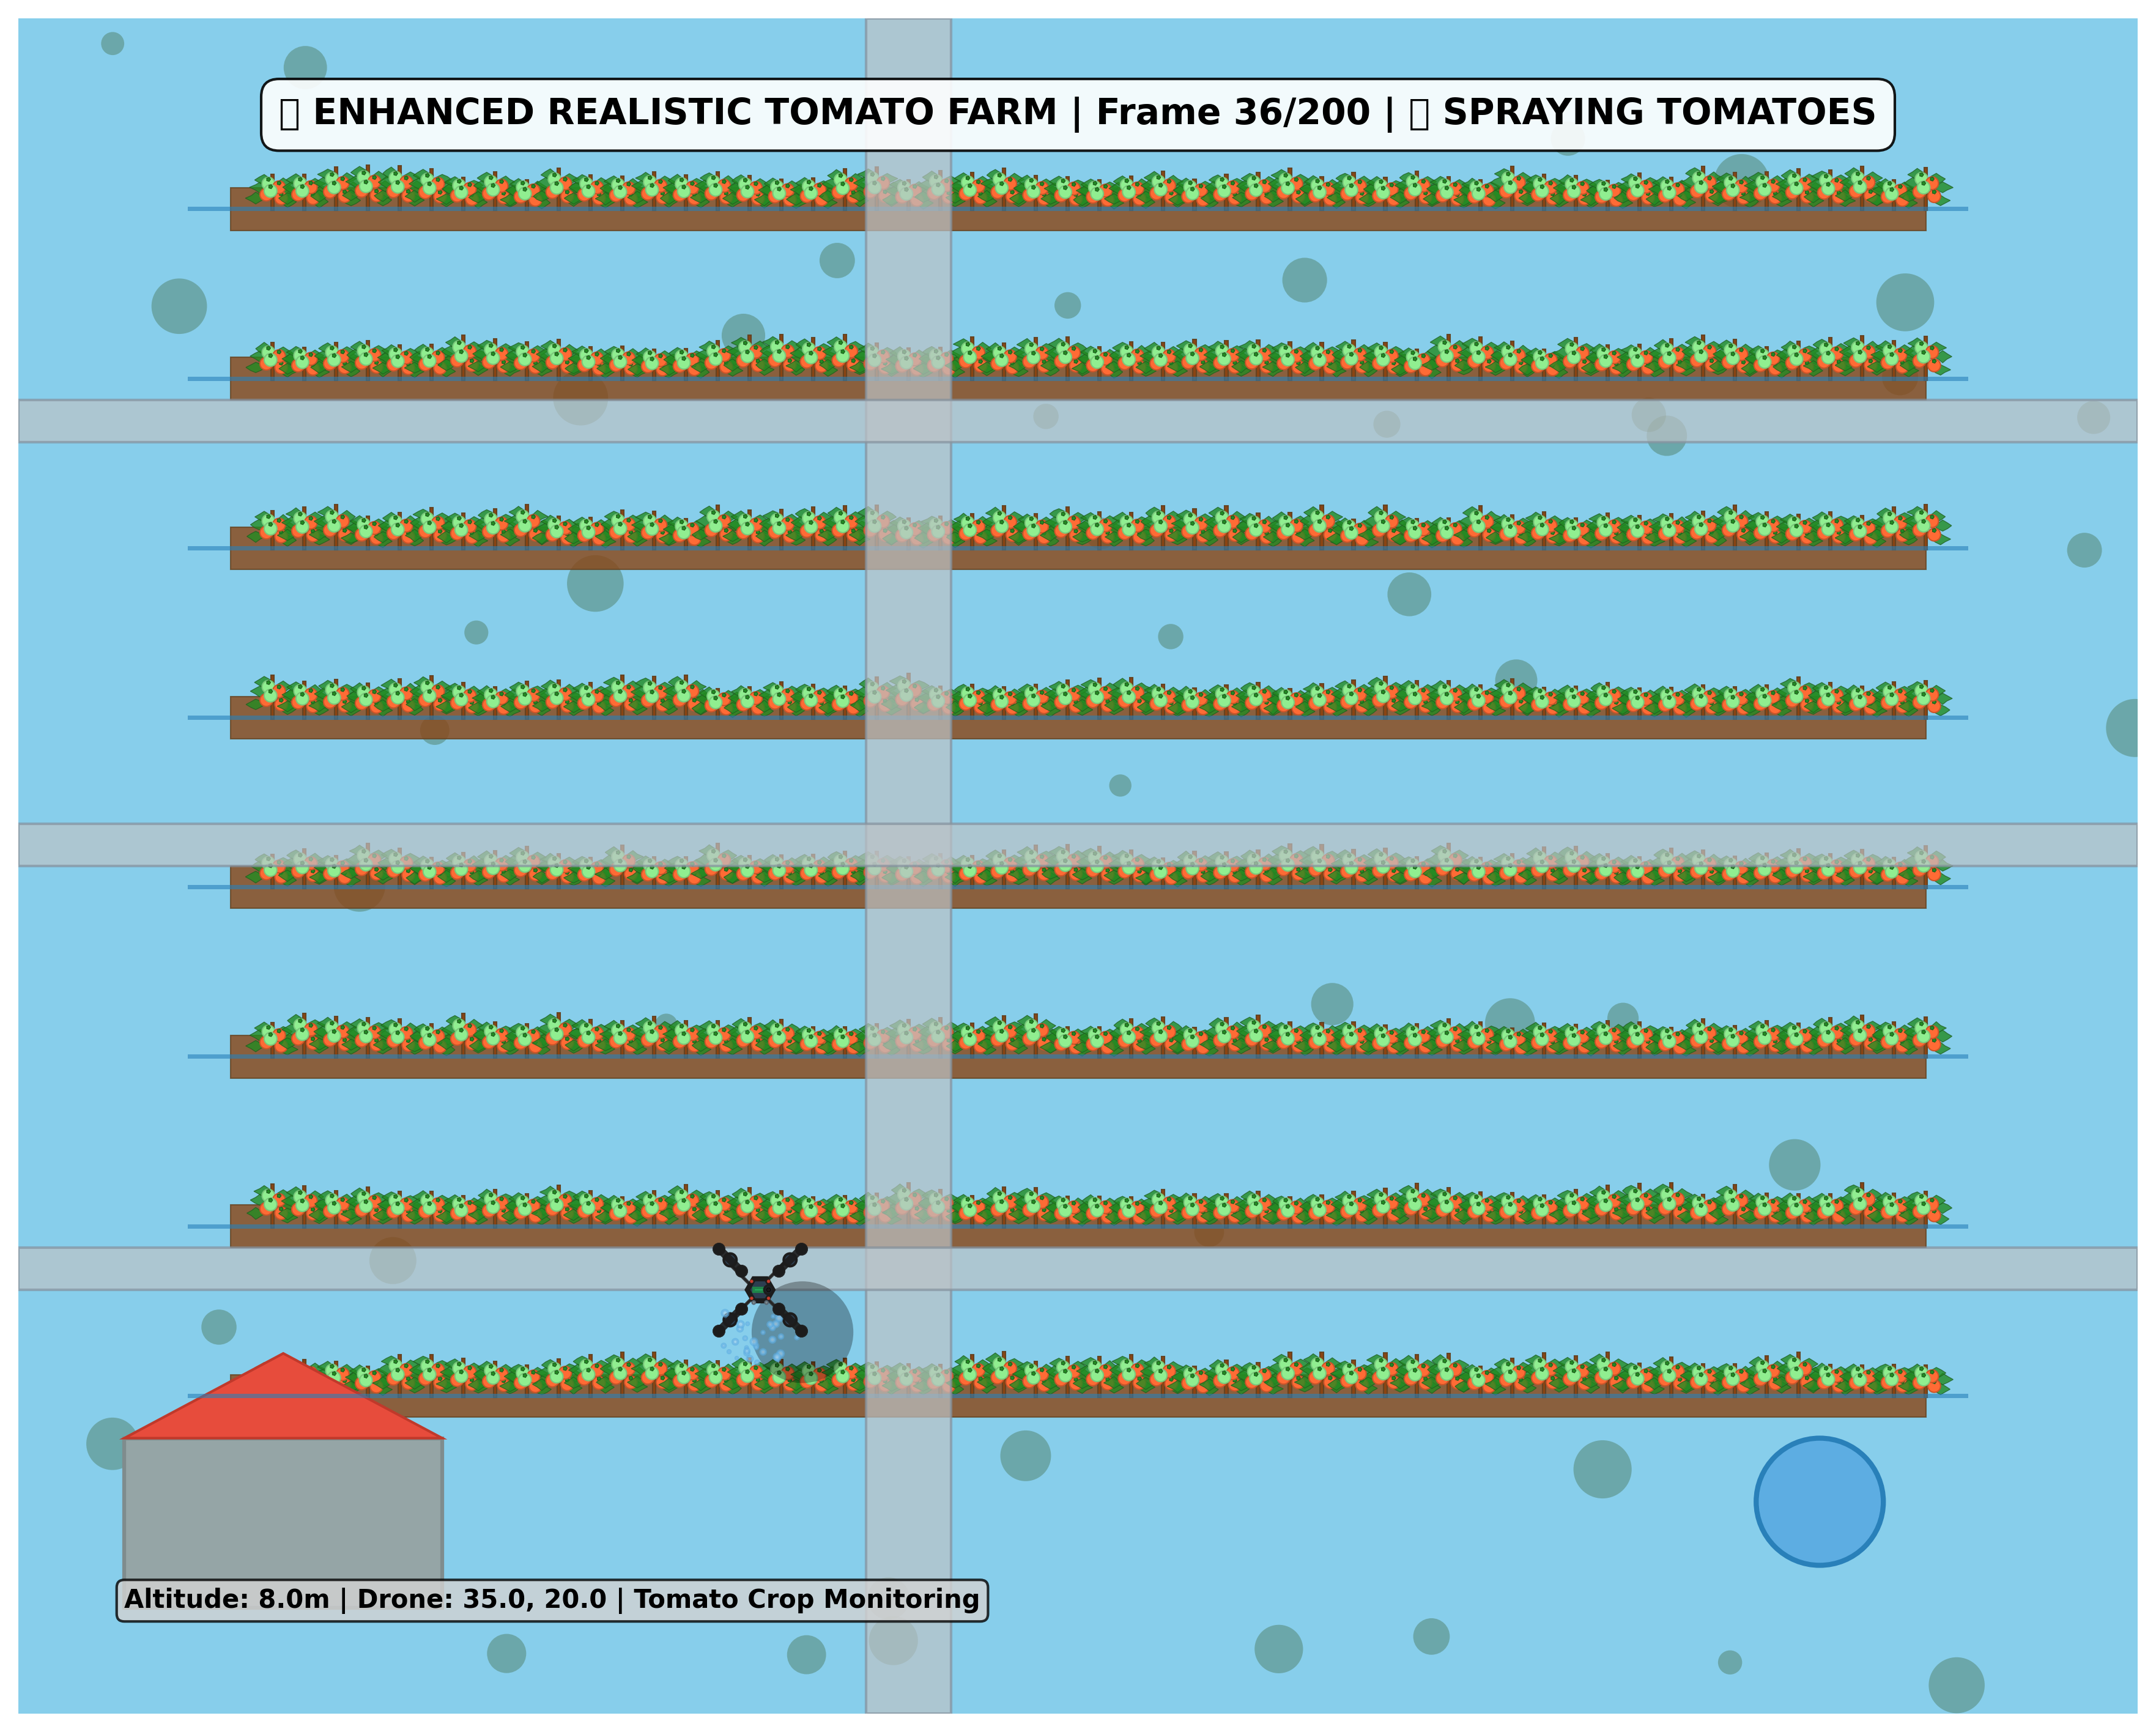 ▯ ENHANCED REALISTIC TOMATO FARM | Frame 36/200 | ▯ SPRAYING TOMATOES
Altitude: 8.0m | Drone: 35.0, 20.0 | Tomato Crop Monitoring